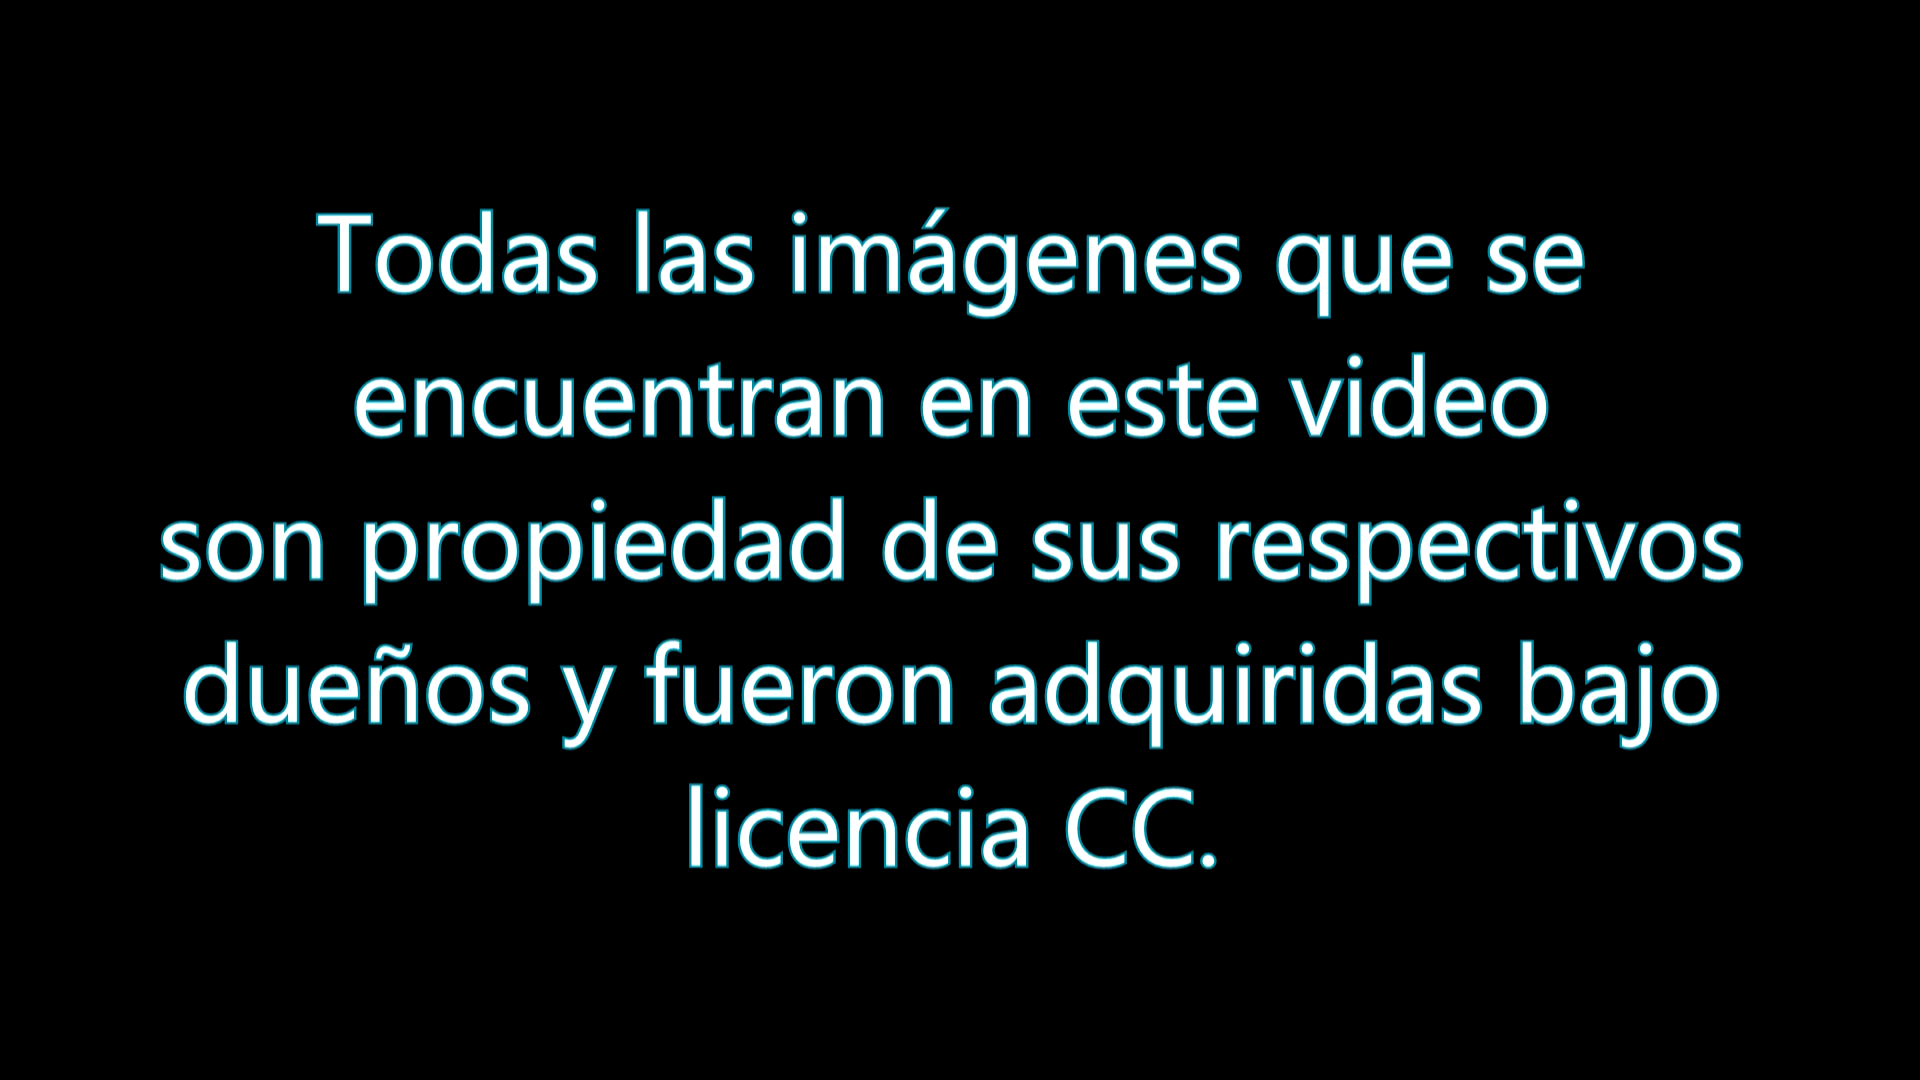 Todas las imágenes que se
encuentran en este video
son propiedad de sus respectivos
dueños y fueron adquiridas bajo
licencia CC.